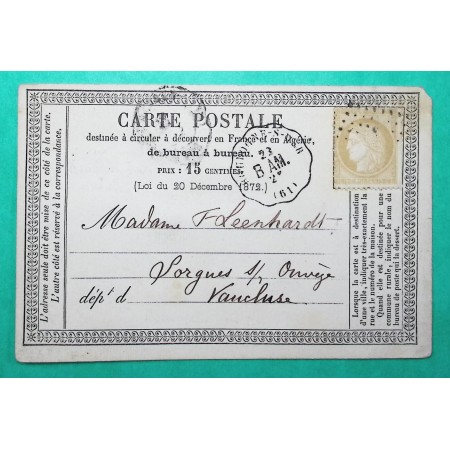 CARTE POSTALE
destinée à circuler à découvert en France et en Algérie,
de bureau à bureau.
PRIX : 15 CENTIMES
(Loi du 20 Décembre 1872.)
B AM.
(61)
Madame F Leenhardt
Sorgues s/ Ouvèze
dépt d Vaucluse
L'adresse seule doit être mise de ce côté de la carte.
L'autre côté est réservé à la correspondance.
Lorsque la carte est à destination
d'une ville, indiquer très-exactement la
rue et le numéro de la maison.
Quand elle est destinée pour une
commune rurale, indiquer le nom du
bureau de poste qui la dessert.